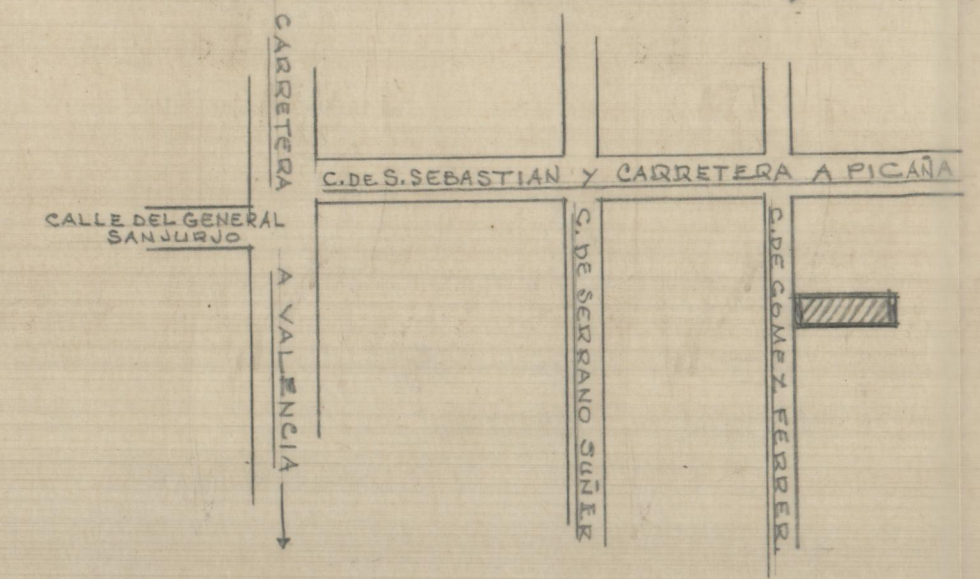 CARRETERA A VALENCIA
C. DE S. SEBASTIAN Y CARRETERA A PICAÑA
CALLE DEL GENERAL
SANJURJO
C. DE SERRANO SUÑER
C. DE GOMEZ FERRER.